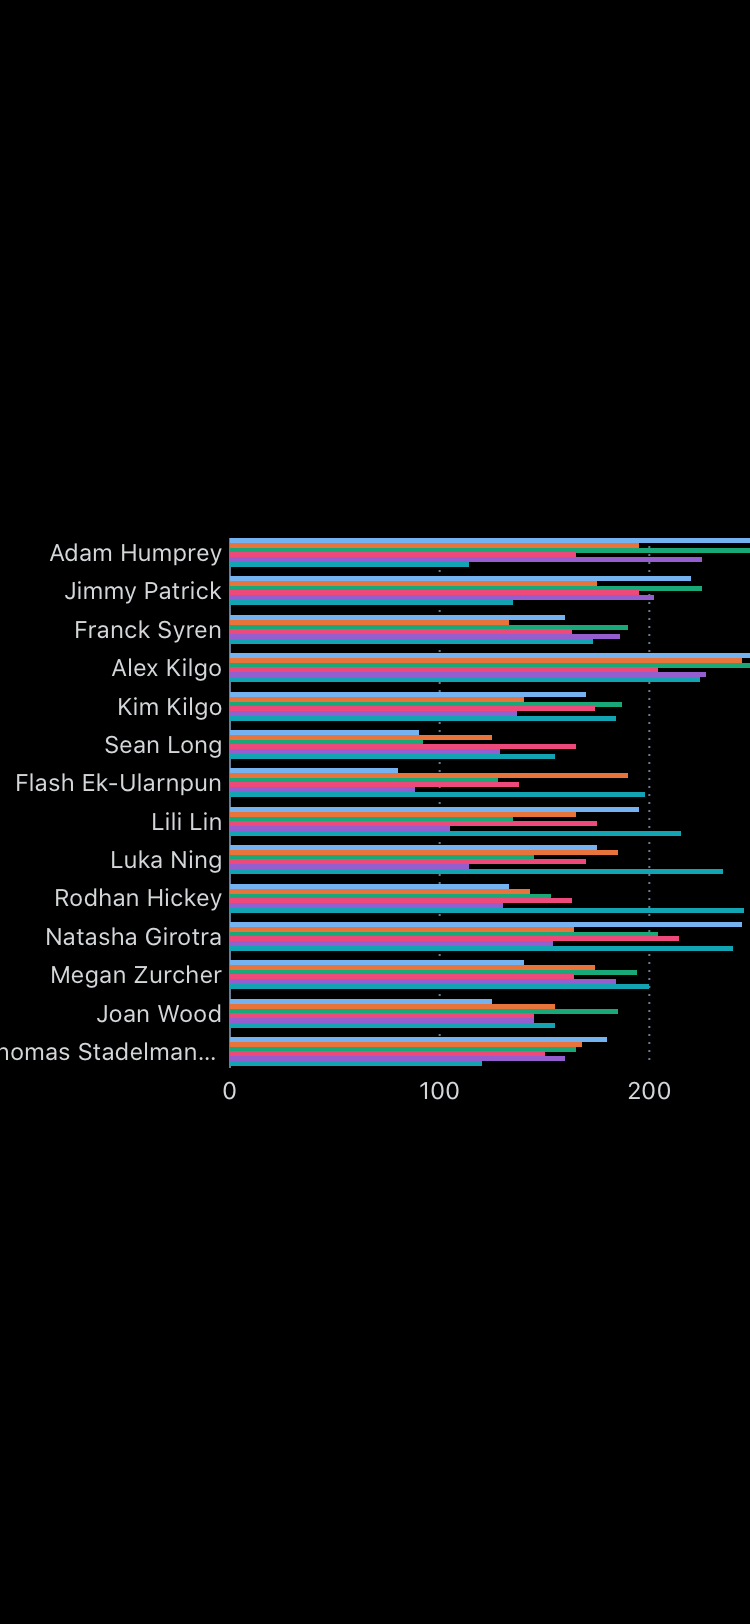 Adam Humprey
Jimmy Patrick
Franck Syren
Alex Kilgo
Kim Kilgo
Sean Long
Flash Ek-Ularnpun
Lili Lin
Luka Ning
Rodhan Hickey
Natasha Girotra
Megan Zurcher
Joan Wood
homas Stadelman...
0 100 200